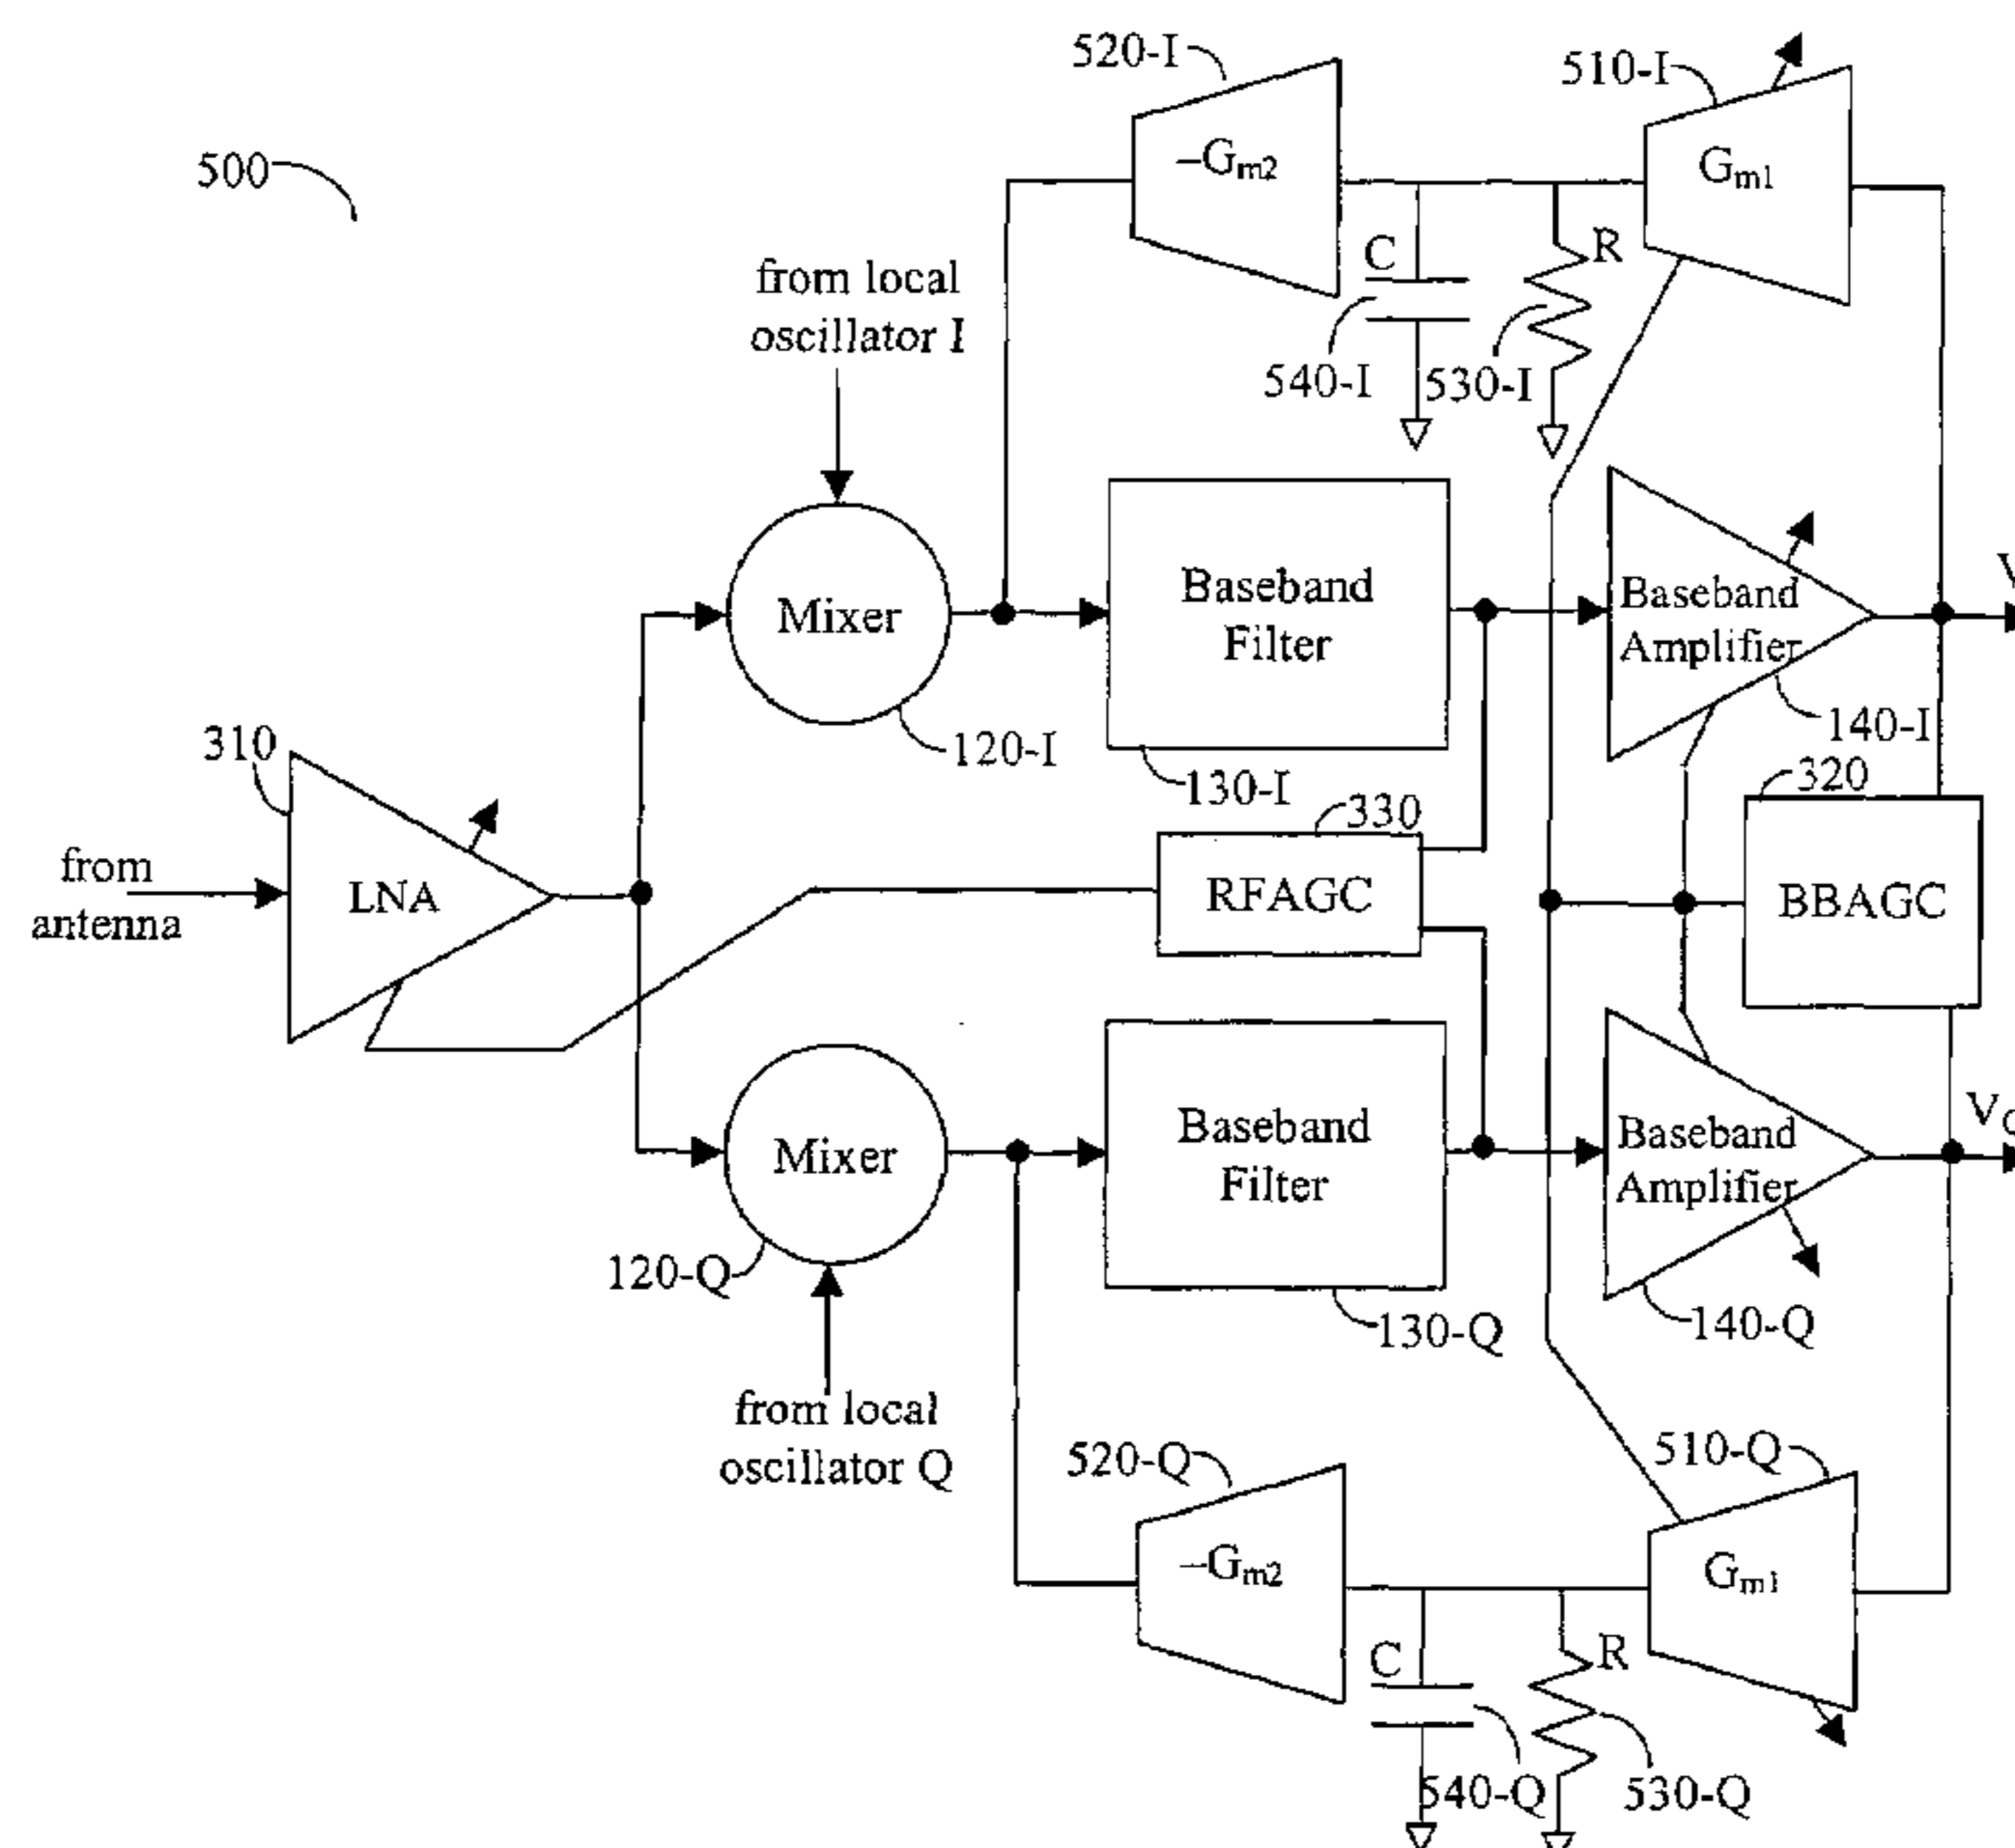 520-I
510-I
500
–Gm2
Gm1
from local
oscillator I
C
R
540-I
530-I
Mixer
Baseband
Filter
Baseband
Amplifier
V
120-I
130-I
140-I
310
330
320
from
antenna
LNA
RFAGC
BBAGC
Mixer
Baseband
Filter
Baseband
Amplifier
VQ
120-Q
130-Q
140-Q
from local
oscillator Q
520-Q
510-Q
–Gm2
Gm1
C
R
540-Q
530-Q